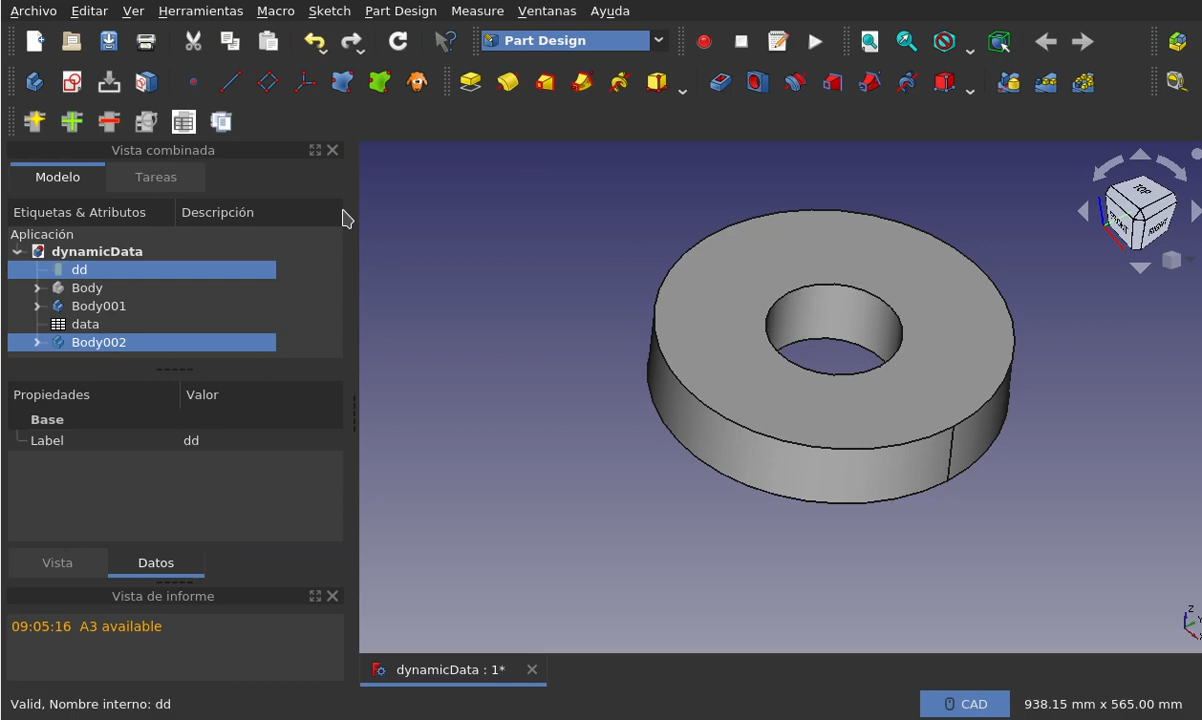 Archivo Editar Ver Herramientas Macro Sketch Part Design Measure Ventanas Ayuda
Part Design
Vista combinada
Modelo Tareas
Etiquetas & Atributos Descripción
Aplicación
dynamicData
dd
Body
Body001
data
Body002
Propiedades Valor
Base
Label dd
Vista Datos
Vista de informe
09:05:16 A3 available
TOP
RIGHT
Z
dynamicData : 1*
Valid, Nombre interno: dd
CAD
938.15 mm x 565.00 mm